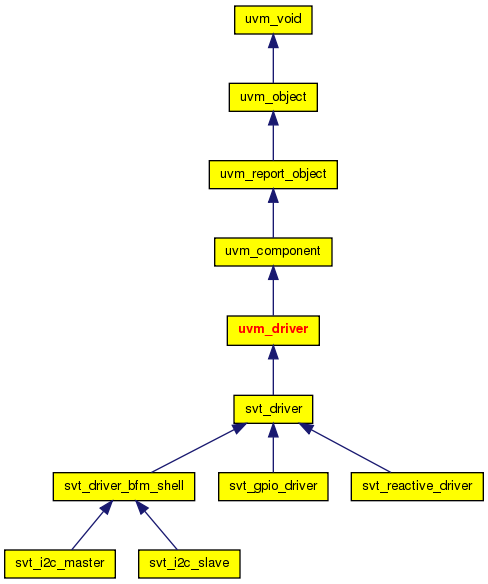 uvm_void
uvm_object
uvm_report_object
uvm_component
uvm_driver
svt_driver
svt_driver_bfm_shell
svt_gpio_driver
svt_reactive_driver
svt_i2c_master
svt_i2c_slave